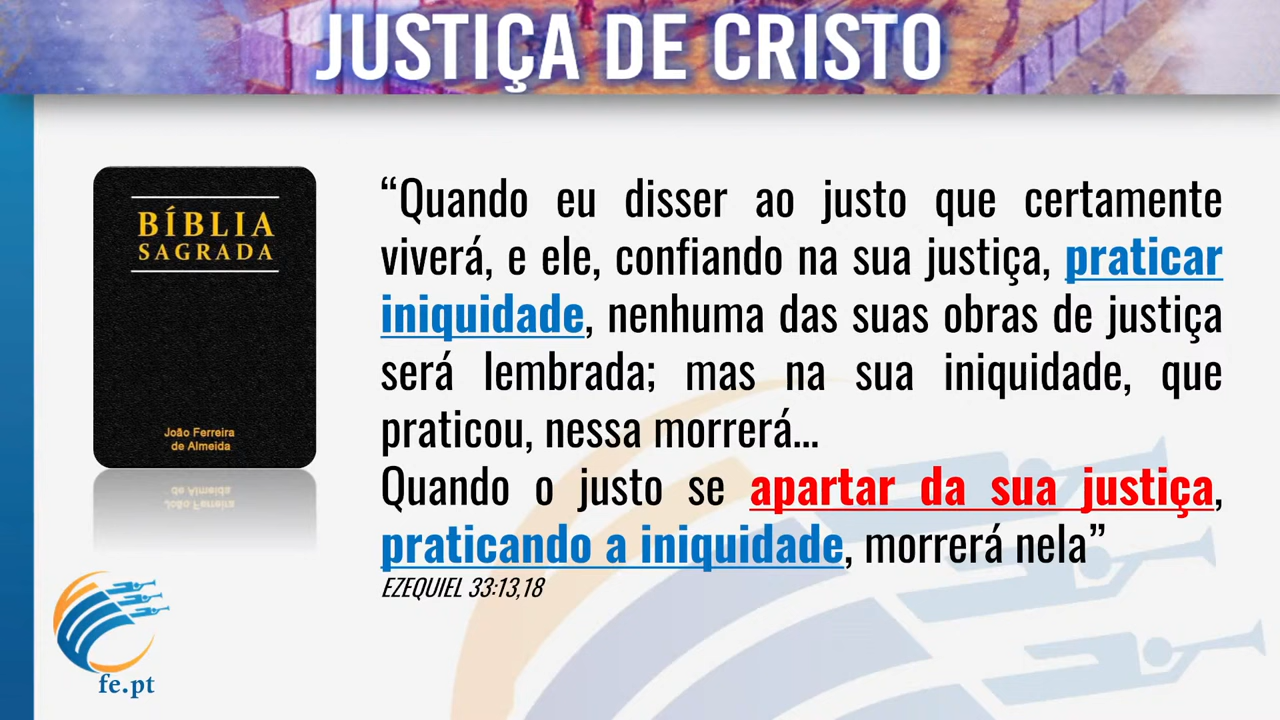 JUSTIÇA DE CRISTO
BÍBLIA
SAGRADA
João Ferreira
de Almeida
“Quando eu disser ao justo que certamente
viverá, e ele, confiando na sua justiça, praticar
iniquidade, nenhuma das suas obras de justiça
será lembrada; mas na sua iniquidade, que
praticou, nessa morrerá...
Quando o justo se apartar da sua justiça,
praticando a iniquidade, morrerá nela”
EZEQUIEL 33:13,18
fe.pt